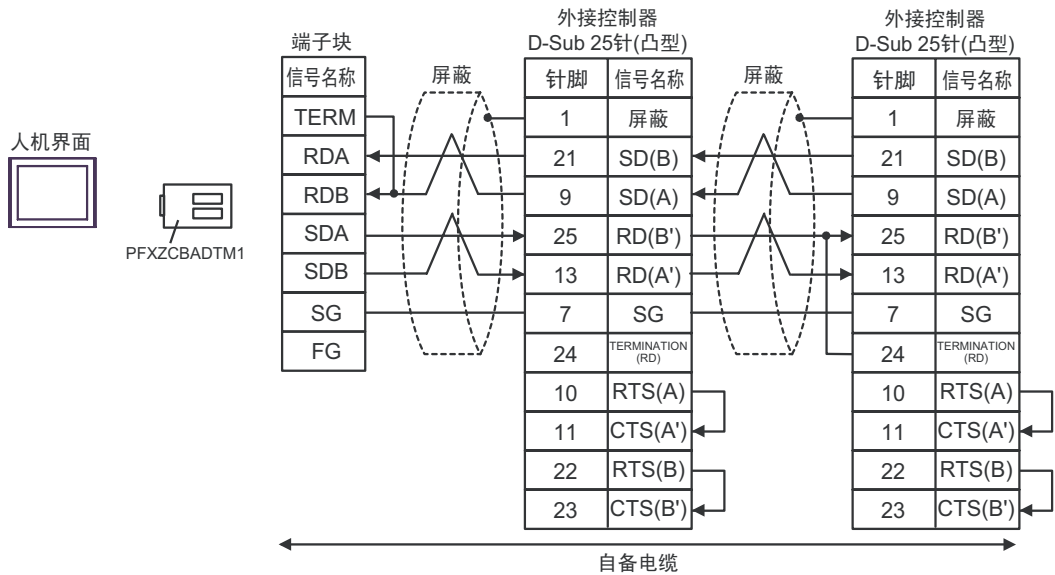 人机界面
PFXZCBADTM1
端子块
信号名称
TERM
RDA
RDB
SDA
SDB
SG
FG
屏蔽
外接控制器
D-Sub 25针(凸型)
针脚 信号名称
1 屏蔽
21 SD(B)
9 SD(A)
25 RD(B')
13 RD(A')
7 SG
24 TERMINATION
(RD)
10 RTS(A)
11 CTS(A')
22 RTS(B)
23 CTS(B')
屏蔽
外接控制器
D-Sub 25针(凸型)
针脚 信号名称
1 屏蔽
21 SD(B)
9 SD(A)
25 RD(B')
13 RD(A')
7 SG
24 TERMINATION
(RD)
10 RTS(A)
11 CTS(A')
22 RTS(B)
23 CTS(B')
自备电缆